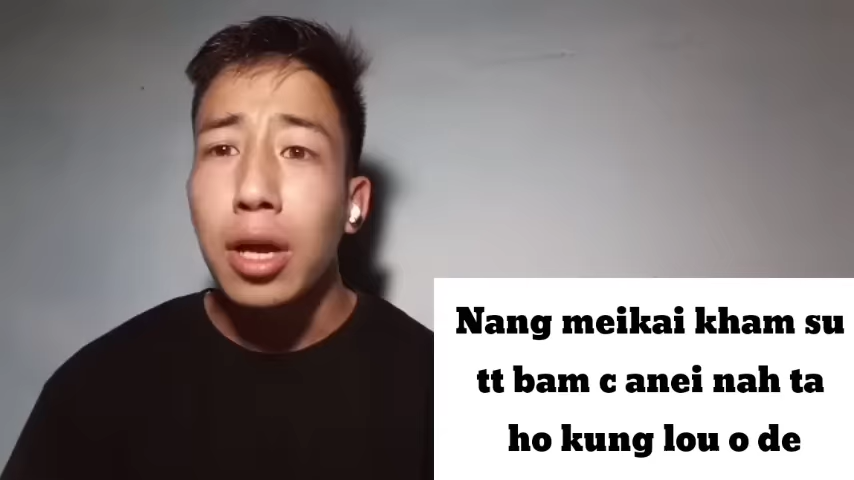 Nang meikai kham su
tt bam c anei nah ta
ho kung lou o de